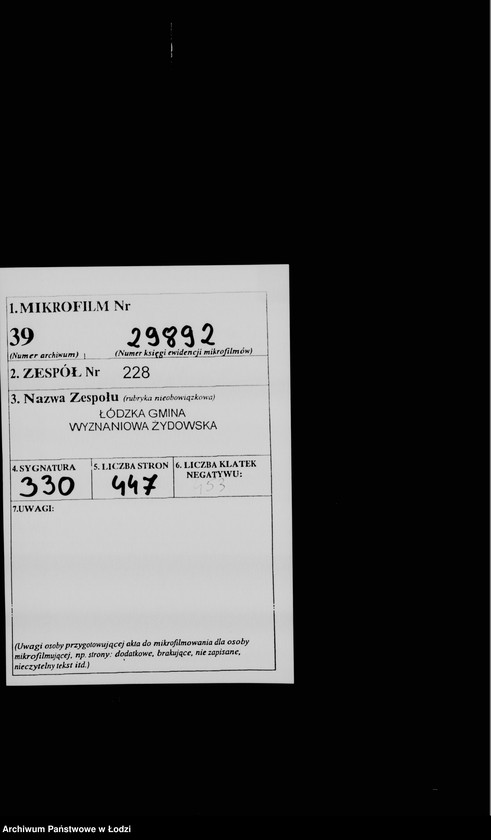 1. MIKROFILM Nr
39 29892
(Numer archiwum) (Numer księgi ewidencji mikrofilmów)
2. ZESPÓŁ Nr 228
3. Nazwa Zespołu (rubryka nieobowiązkowa)
ŁÓDZKA GMINA
WYZNANIOWA ŻYDOWSKA
4. SYGNATURA 5. LICZBA STRON 6. LICZBA KLATEK
NEGATYWU:
330 447 453
7.UWAGI:
(Uwagi osoby przygotowującej akta do mikrofilmowania dla osoby
mikrofilmującej, np. strony: dodatkowe, brakujące, nie zapisane,
nieczytelny tekst itd.)
Archiwum Państwowe w Łodzi